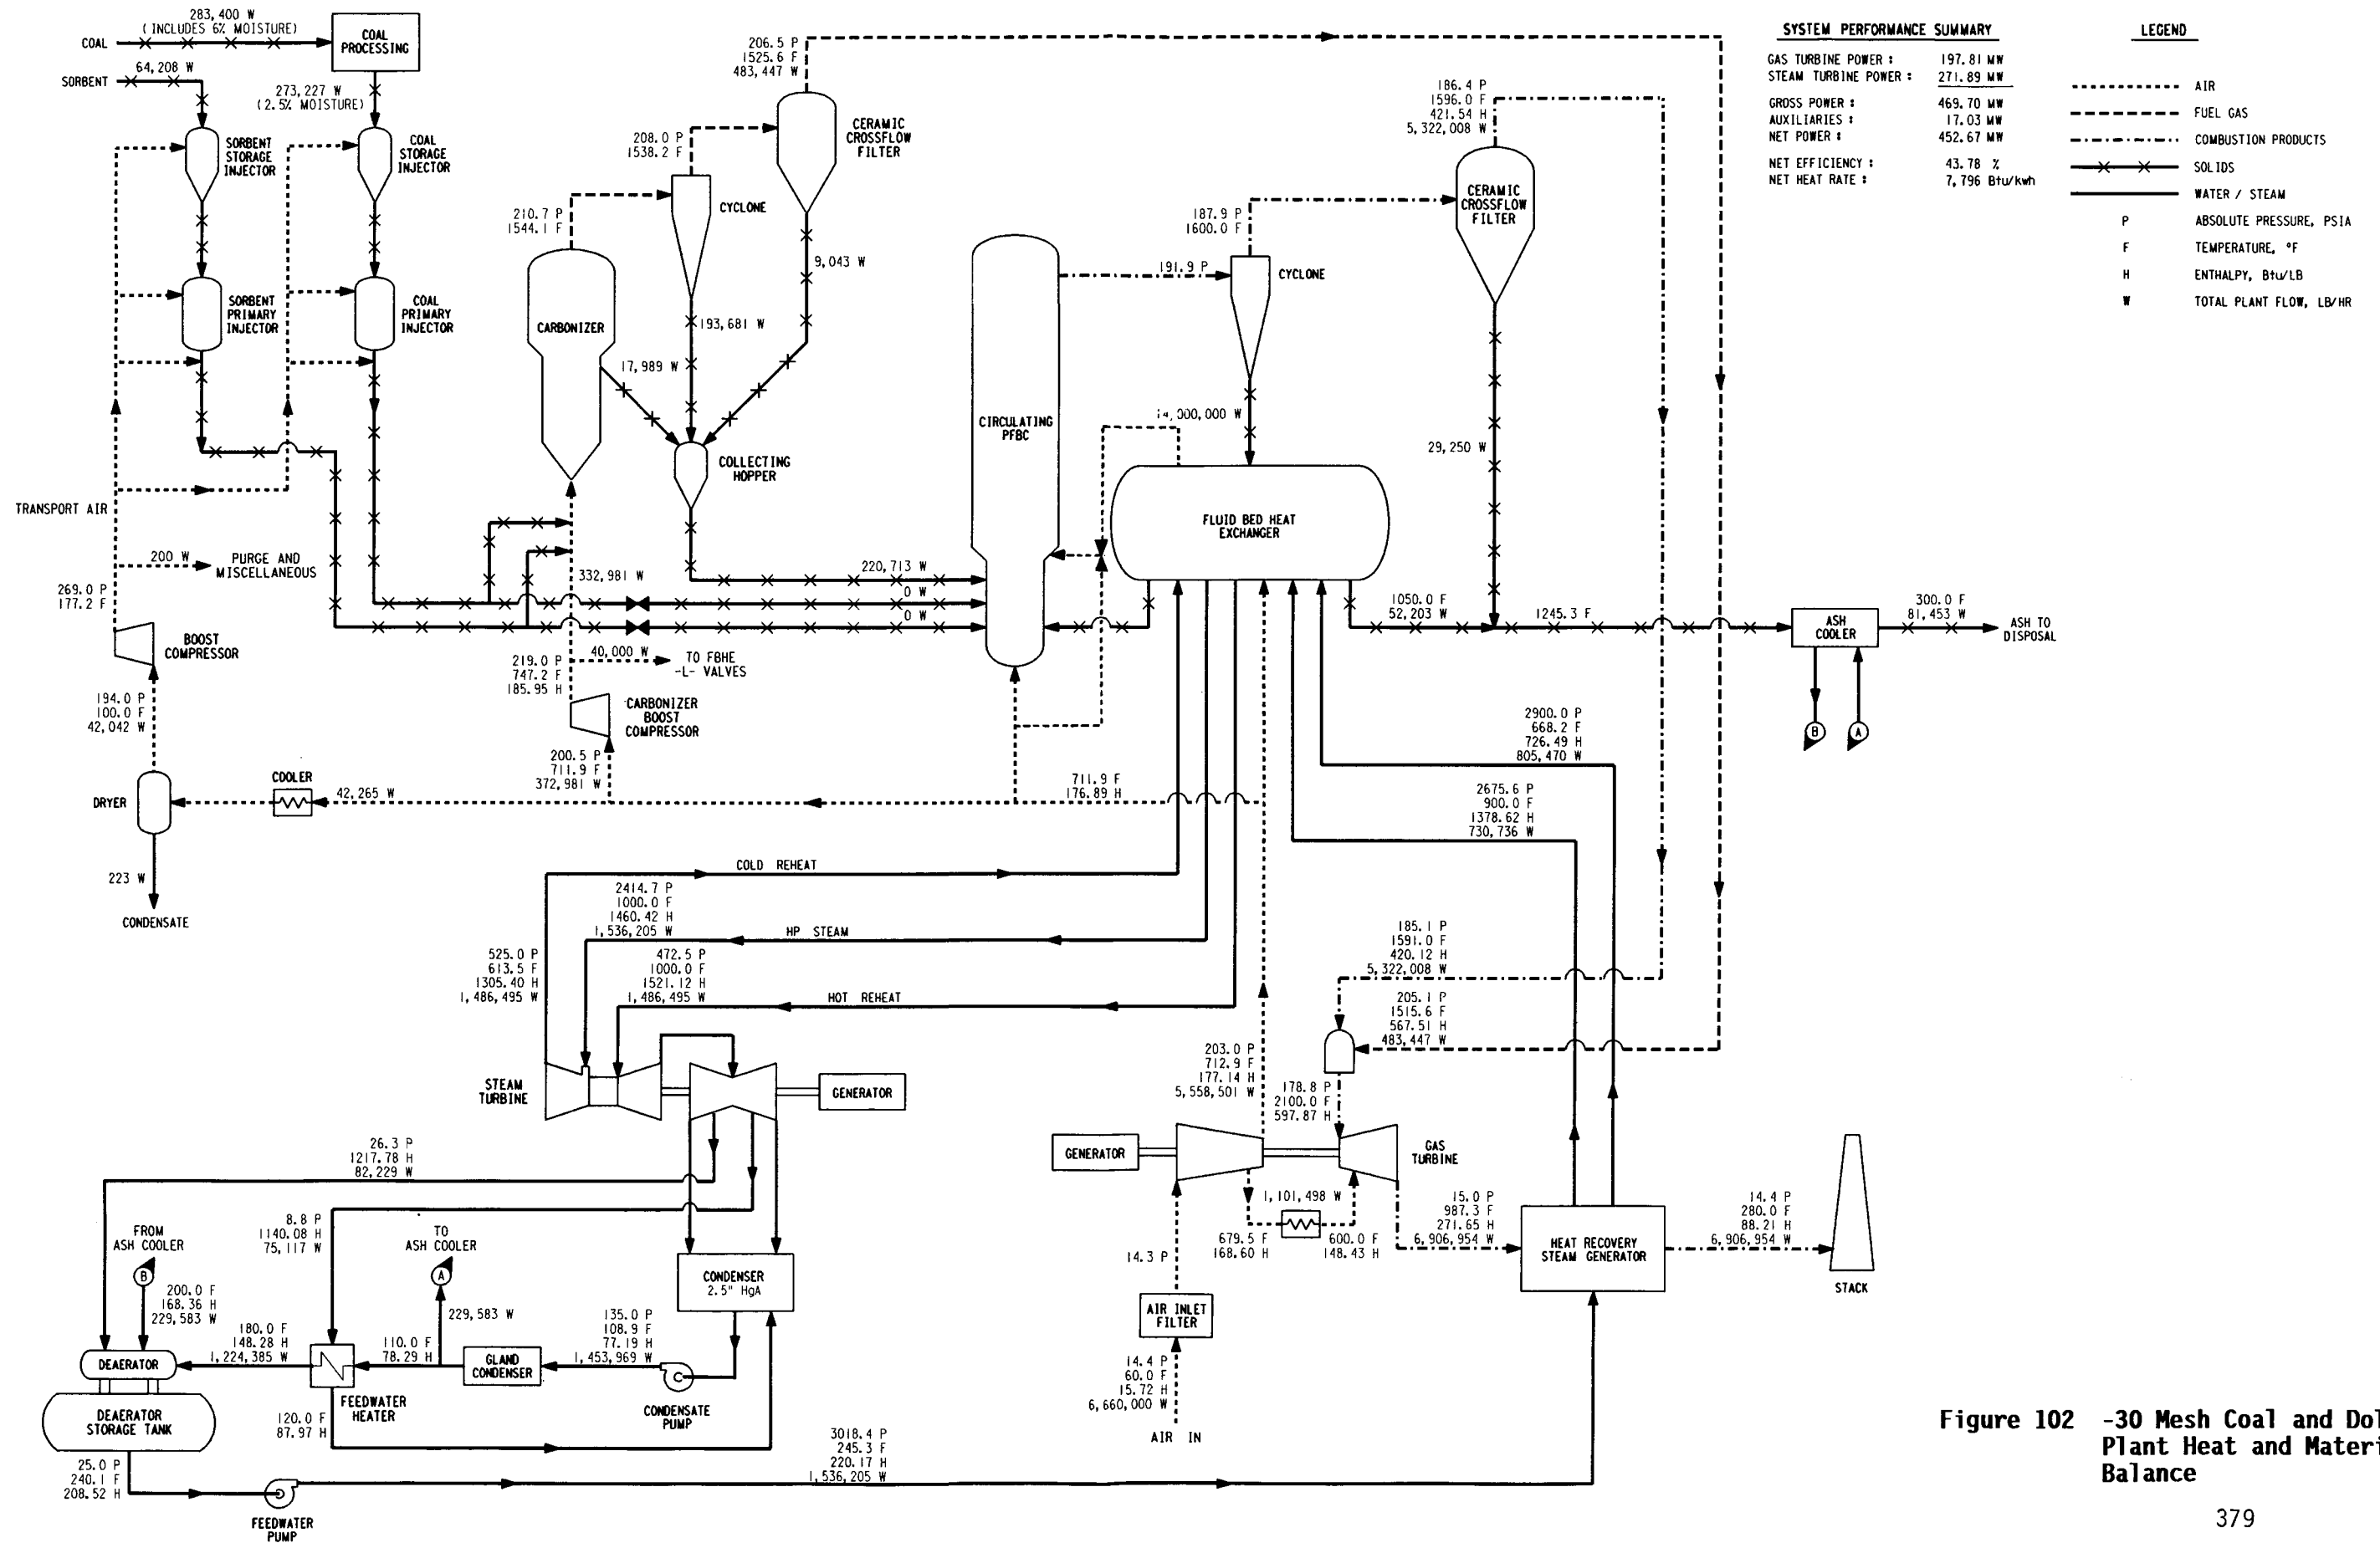 283,400 W
(INCLUDES 6% MOISTURE)
COAL
COAL
PROCESSING
64,208 W
SORBENT
273,227 W
(2.5% MOISTURE)
SORBENT
STORAGE
INJECTOR
COAL
STORAGE
INJECTOR
SORBENT
PRIMARY
INJECTOR
COAL
PRIMARY
INJECTOR
TRANSPORT AIR
200 W
PURGE AND
MISCELLANEOUS
269.0 P
177.2 F
BOOST
COMPRESSOR
194.0 P
100.0 F
42,042 W
DRYER
COOLER
42,265 W
223 W
CONDENSATE
206.5 P
1525.6 F
483,447 W
CERAMIC
CROSSFLOW
FILTER
208.0 P
1538.2 F
CYCLONE
210.7 P
1544.1 F
CARBONIZER
9,043 W
193,681 W
17,989 W
COLLECTING
HOPPER
332,981 W
220,713 W
0 W
0 W
40,000 W
TO FBHE
-L- VALVES
219.0 P
747.2 F
185.95 H
CARBONIZER
BOOST
COMPRESSOR
200.5 P
711.9 F
372,981 W
CIRCULATING
PFBC
191.9 P
187.9 P
1600.0 F
CYCLONE
186.4 P
1596.0 F
421.54 H
5,322,008 W
CERAMIC
CROSSFLOW
FILTER
14,000,000 W
FLUID BED HEAT
EXCHANGER
29,250 W
1050.0 F
52,203 W
1245.3 F
ASH
COOLER
300.0 F
81,453 W
ASH TO
DISPOSAL
B
A
711.9 F
176.89 H
2900.0 P
668.2 F
726.49 H
805,470 W
2675.6 P
900.0 F
1378.62 H
730,736 W
SYSTEM PERFORMANCE SUMMARY
GAS TURBINE POWER : 197.81 MW
STEAM TURBINE POWER : 271.89 MW
GROSS POWER : 469.70 MW
AUXILIARIES : 17.03 MW
NET POWER : 452.67 MW
NET EFFICIENCY : 43.78 %
NET HEAT RATE : 7,796 Btu/kwh
LEGEND
AIR
FUEL GAS
COMBUSTION PRODUCTS
SOLIDS
WATER / STEAM
P ABSOLUTE PRESSURE, PSIA
F TEMPERATURE, °F
H ENTHALPY, Btu/LB
W TOTAL PLANT FLOW, LB/HR
COLD REHEAT
2414.7 P
1000.0 F
1460.42 H
1,536,205 W
HP STEAM
525.0 P
613.5 F
1305.40 H
1,486,495 W
472.5 P
1000.0 F
1521.12 H
1,486,495 W
HOT REHEAT
STEAM
TURBINE
GENERATOR
185.1 P
1591.0 F
420.12 H
5,322,008 W
205.1 P
1515.6 F
567.51 H
483,447 W
203.0 P
712.9 F
177.14 H
5,558,501 W
178.8 P
2100.0 F
597.87 H
GENERATOR
GAS
TURBINE
1,101,498 W
679.5 F
168.60 H
600.0 F
148.43 H
15.0 P
987.3 F
271.65 H
6,906,954 W
HEAT RECOVERY
STEAM GENERATOR
14.4 P
280.0 F
88.21 H
6,906,954 W
STACK
14.3 P
AIR INLET
FILTER
14.4 P
60.0 F
15.72 H
6,660,000 W
AIR IN
26.3 P
1217.78 H
82,229 W
8.8 P
1140.08 H
75,117 W
FROM
ASH COOLER
B
TO
ASH COOLER
A
200.0 F
168.36 H
229,583 W
229,583 W
CONDENSER
2.5" HgA
180.0 F
148.28 H
1,224,385 W
110.0 F
78.29 H
GLAND
CONDENSER
135.0 P
108.9 F
77.19 H
1,453,969 W
DEAERATOR
DEAERATOR
STORAGE TANK
FEEDWATER
HEATER
CONDENSATE
PUMP
120.0 F
87.97 H
25.0 P
240.1 F
208.52 H
FEEDWATER
PUMP
3018.4 P
245.3 F
220.17 H
1,536,205 W
Figure 102 -30 Mesh Coal and Dol
Plant Heat and Materi
Balance
379